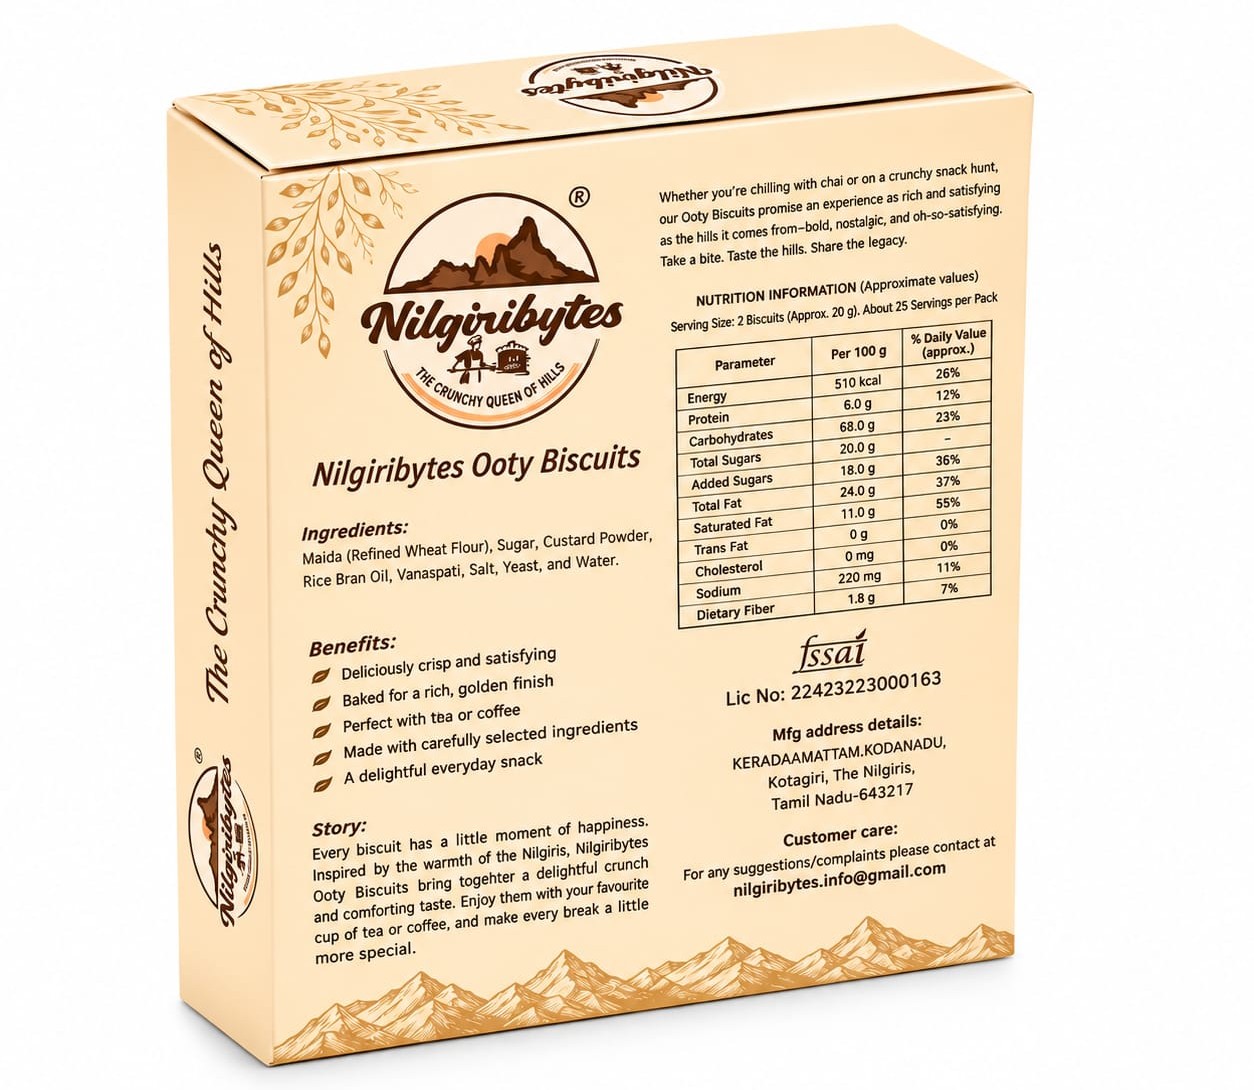 Nilgiribytes
The Crunchy Queen of Hills
®
Nilgiribytes
®
Nilgiribytes
THE CRUNCHY QUEEN OF HILLS
Nilgiribytes Ooty Biscuits
Ingredients:
Maida (Refined Wheat Flour), Sugar, Custard Powder,
Rice Bran Oil, Vanaspati, Salt, Yeast, and Water.
Benefits:
Deliciously crisp and satisfying
Baked for a rich, golden finish
Perfect with tea or coffee
Made with carefully selected ingredients
A delightful everyday snack
Story:
Every biscuit has a little moment of happiness.
Inspired by the warmth of the Nilgiris, Nilgiribytes
Ooty Biscuits bring togehter a delightful crunch
and comforting taste. Enjoy them with your favourite
cup of tea or coffee, and make every break a little
more special.
Whether you're chilling with chai or on a crunchy snack hunt,
our Ooty Biscuits promise an experience as rich and satisfying
as the hills it comes from–bold, nostalgic, and oh-so-satisfying.
Take a bite. Taste the hills. Share the legacy.
NUTRITION INFORMATION (Approximate values)
Serving Size: 2 Biscuits (Approx. 20 g). About 25 Servings per Pack
Parameter Per 100 g % Daily Value
(approx.)
Energy 510 kcal 26%
Protein 6.0 g 12%
Carbohydrates 68.0 g 23%
Total Sugars 20.0 g –
Added Sugars 18.0 g 36%
Total Fat 24.0 g 37%
Saturated Fat 11.0 g 55%
Trans Fat 0 g 0%
Cholesterol 0 mg 0%
Sodium 220 mg 11%
Dietary Fiber 1.8 g 7%
fssai
Lic No: 22423223000163
Mfg address details:
KERADAAMATTAM.KODANADU,
Kotagiri, The Nilgiris,
Tamil Nadu-643217
Customer care:
For any suggestions/complaints please contact at
nilgiribytes.info@gmail.com